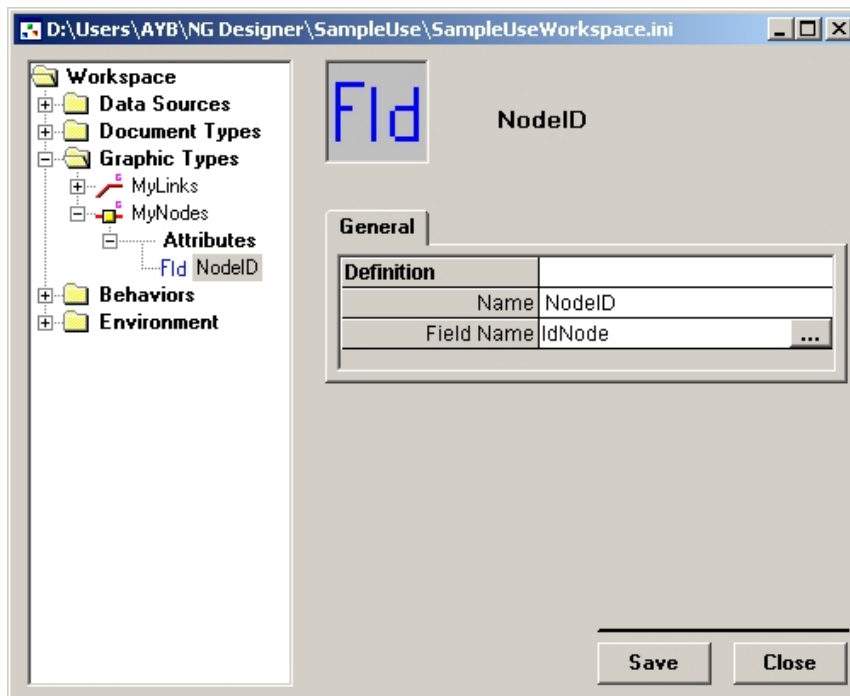 D:\Users\AYB\NG Designer\SampleUse\SampleUseWorkspace.ini
Workspace
Data Sources
Document Types
Graphic Types
G MyLinks
G MyNodes
Attributes
Fld NodeID
Behaviors
Environment
Fld
NodeID
General
Definition
Name NodeID
Field Name IdNode ...
Save Close